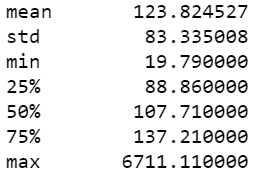 mean 123.824527
std 83.335008
min 19.790000
25% 88.860000
50% 107.710000
75% 137.210000
max 6711.110000